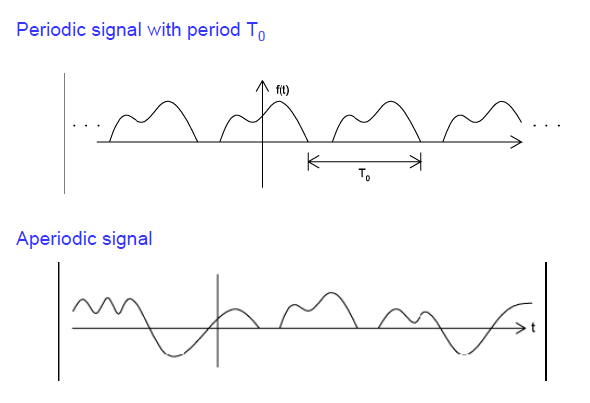 Periodic signal with period T₀
f(t)
. . .
. . .
T₀
Aperiodic signal
t